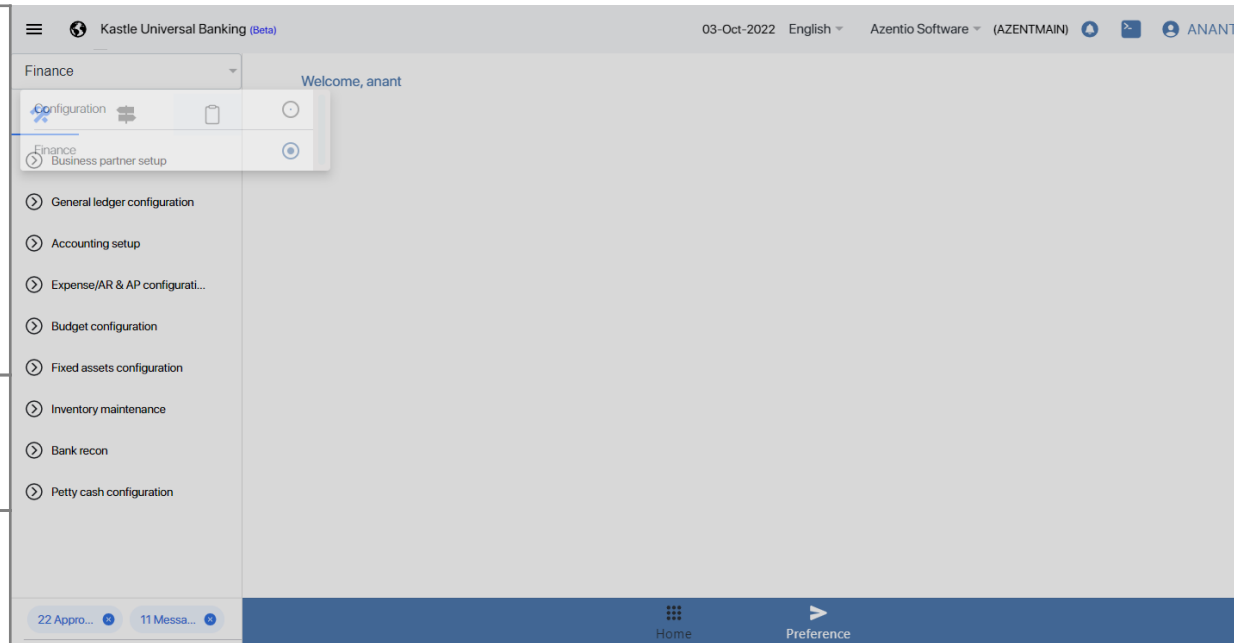 Kastle Universal Banking (Beta)
03-Oct-2022 English Azentio Software (AZENTMAIN) ANANT
Finance
Welcome, anant
Configuration
Finance
Business partner setup
General ledger configuration
Accounting setup
Expense/AR & AP configurati...
Budget configuration
Fixed assets configuration
Inventory maintenance
Bank recon
Petty cash configuration
22 Appro... 11 Messa...
Home Preference